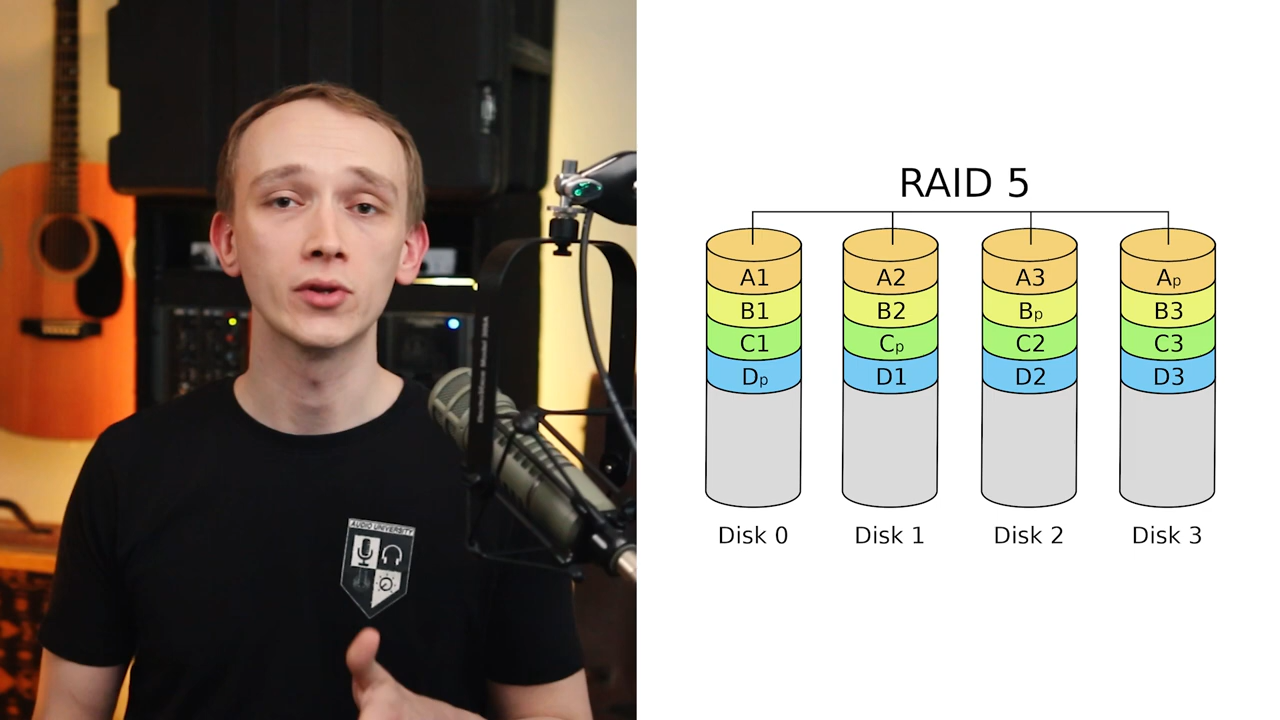 AUDIO UNIVERSITY
RAID 5
A1 A2 A3 Ap
B1 B2 Bp B3
C1 Cp C2 C3
Dp D1 D2 D3
Disk 0 Disk 1 Disk 2 Disk 3